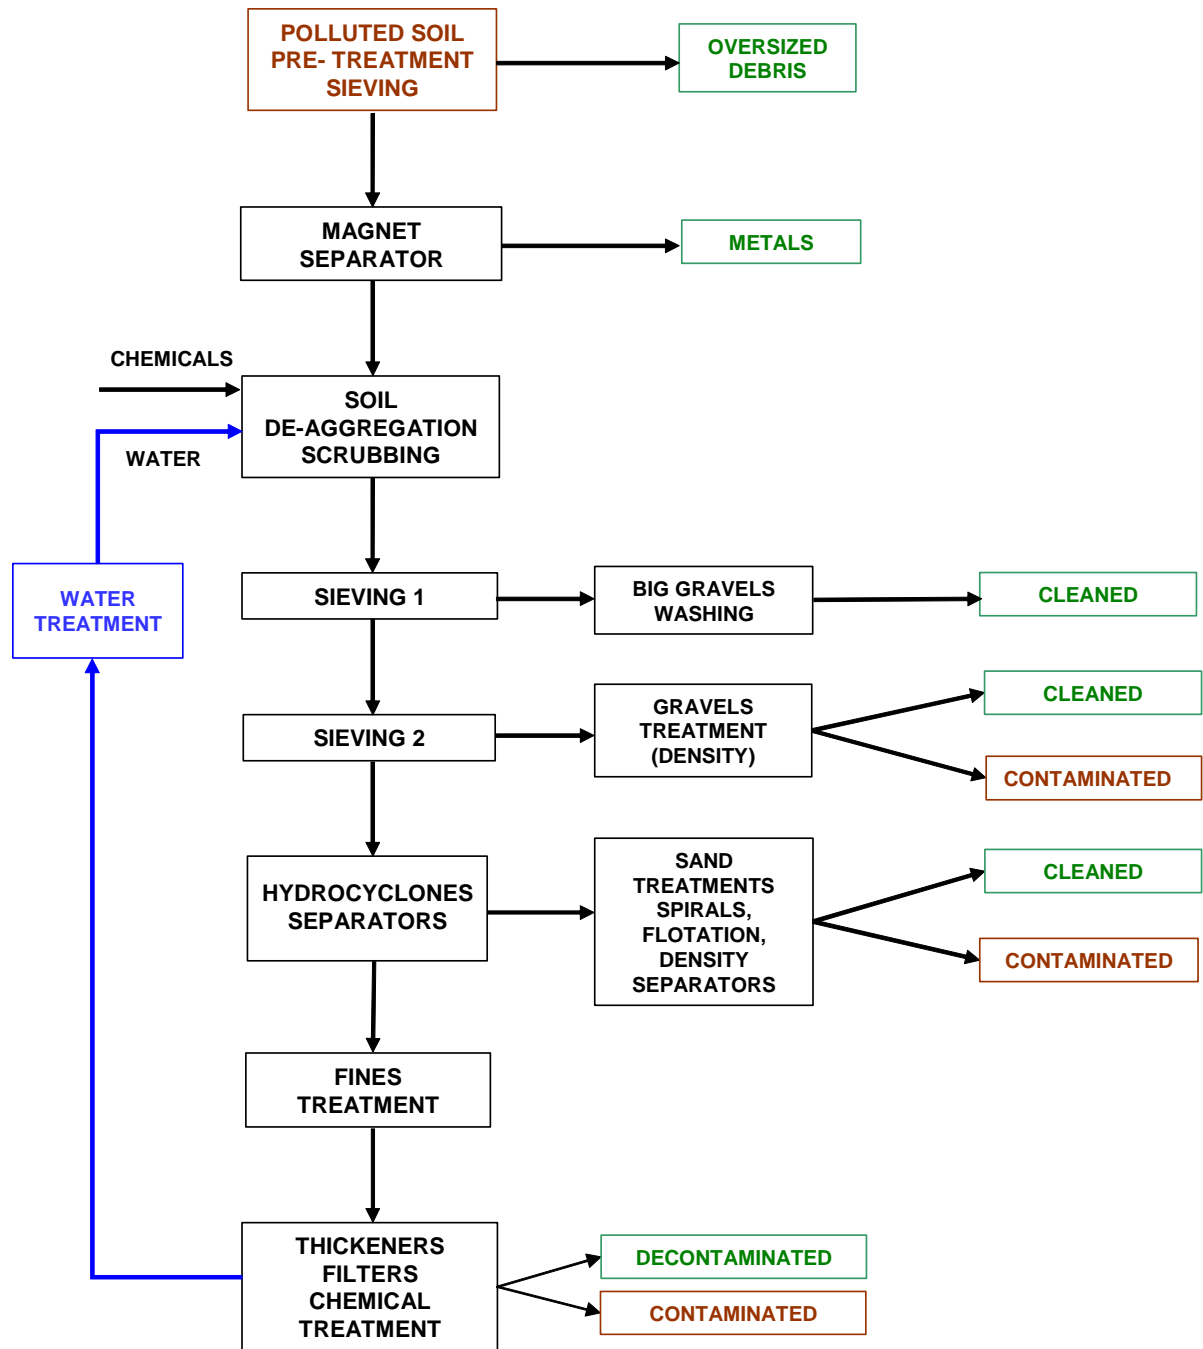 POLLUTED SOIL
PRE- TREATMENT
SIEVING
OVERSIZED
DEBRIS
MAGNET
SEPARATOR
METALS
CHEMICALS
SOIL
DE-AGGREGATION
SCRUBBING
WATER
WATER
TREATMENT
SIEVING 1
BIG GRAVELS
WASHING
CLEANED
SIEVING 2
GRAVELS
TREATMENT
(DENSITY)
CLEANED
CONTAMINATED
HYDROCYCLONES
SEPARATORS
SAND
TREATMENTS
SPIRALS,
FLOTATION,
DENSITY
SEPARATORS
CLEANED
CONTAMINATED
FINES
TREATMENT
THICKENERS
FILTERS
CHEMICAL
TREATMENT
DECONTAMINATED
CONTAMINATED